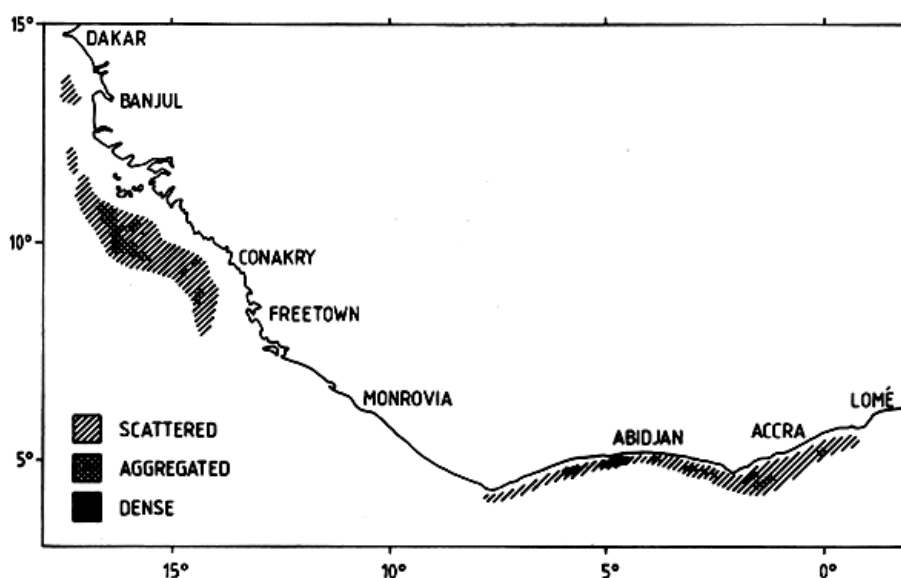 15°
DAKAR
BANJUL
10°
CONAKRY
FREETOWN
MONROVIA
LOMÉ
ABIDJAN
ACCRA
SCATTERED
5°
AGGREGATED
DENSE
15°
10°
5°
0°